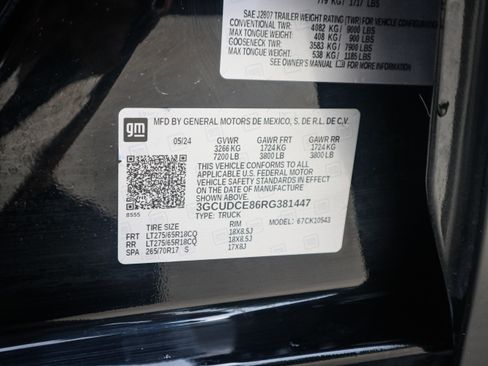 779 KG / 1717 LBS
SAE J2807 TRAILER WEIGHT RATING (TWR) FOR VEHICLE CONFIGURATION
CONVENTIONAL TWR: 4082 KG / 9000 LBS
MAX TONGUE WEIGHT: 408 KG / 900 LBS
GOOSENECK TWR: 3583 KG / 7900 LBS
MAX TONGUE WEIGHT: 538 KG / 1185 LBS
SEE OWNER'S MANUAL FOR MORE INFORMATION
gm
MFD BY GENERAL MOTORS DE MEXICO, S. DE R.L. DE C.V.
05/24 GVWR GAWR FRT GAWR RR
3266 KG 1724 KG 1724 KG
7200 LB 3800 LB 3800 LB
THIS VEHICLE CONFORMS TO ALL
APPLICABLE U.S. FEDERAL MOTOR
VEHICLE SAFETY STANDARDS IN EFFECT
ON THE DATE OF MANUFACTURE
SHOWN ABOVE.
3GCUDCE86RG381447
8555
TYPE: TRUCK MODEL: 67CK10543
TIRE SIZE RIM
FRT LT275/65R18CQ 18X8.5J
RR LT275/65R18CQ 18X8.5J
SPA 265/70R17 S 17X8J